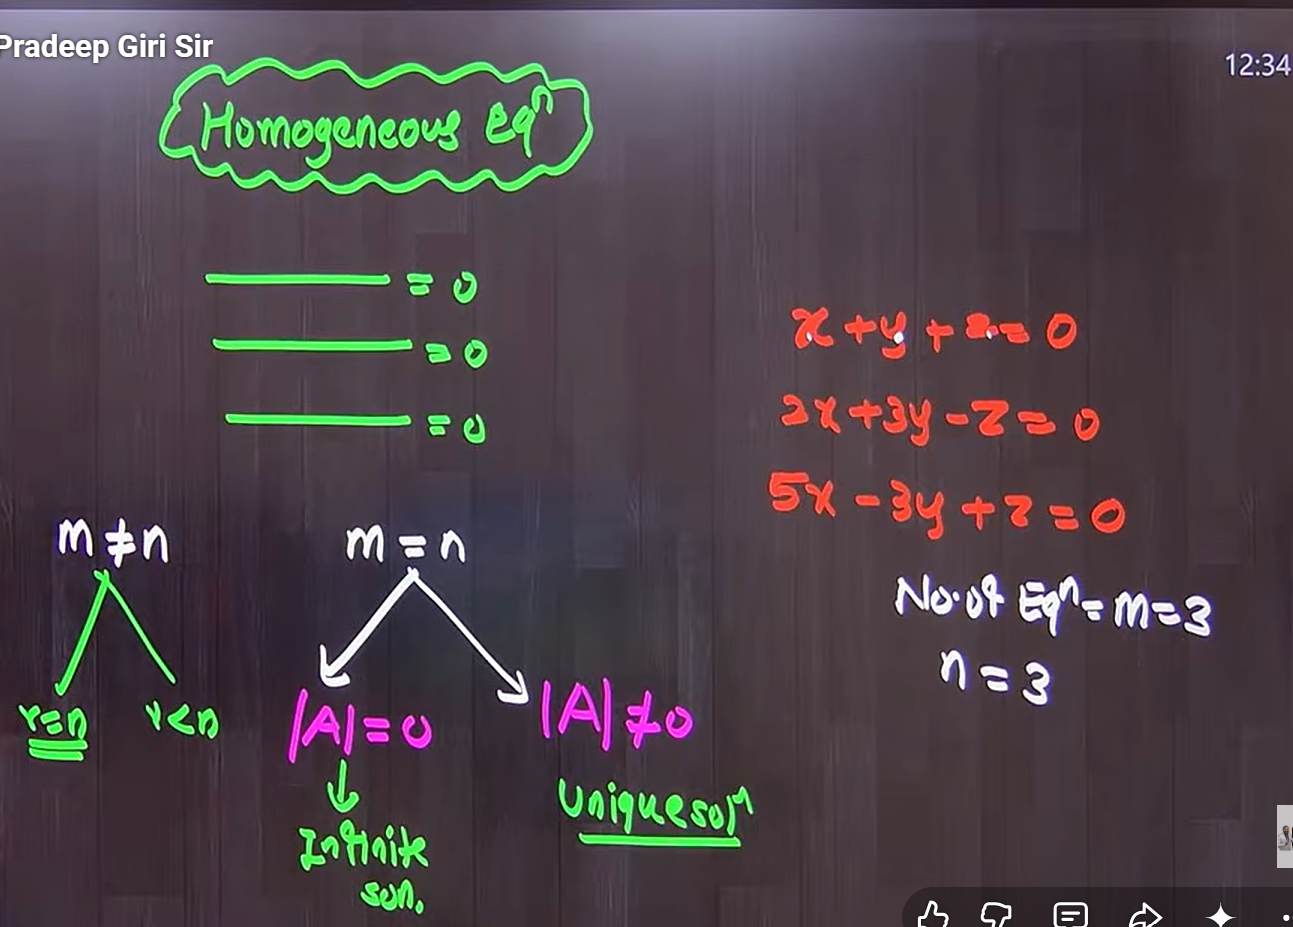 Pradeep Giri Sir
12:34
Homogeneous Eqⁿ
= 0
= 0
= 0
x + y + z = 0
2x + 3y - z = 0
5x - 3y + z = 0
No. of Eqⁿ = m = 3
n = 3
m ≠ n
m = n
r = n
r < n
|A| = 0
|A| ≠ 0
Infinite
son.
Unique solⁿ